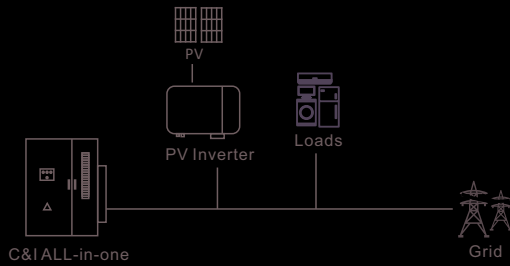 PV
PV Inverter
Loads
C&I ALL-in-one
Grid